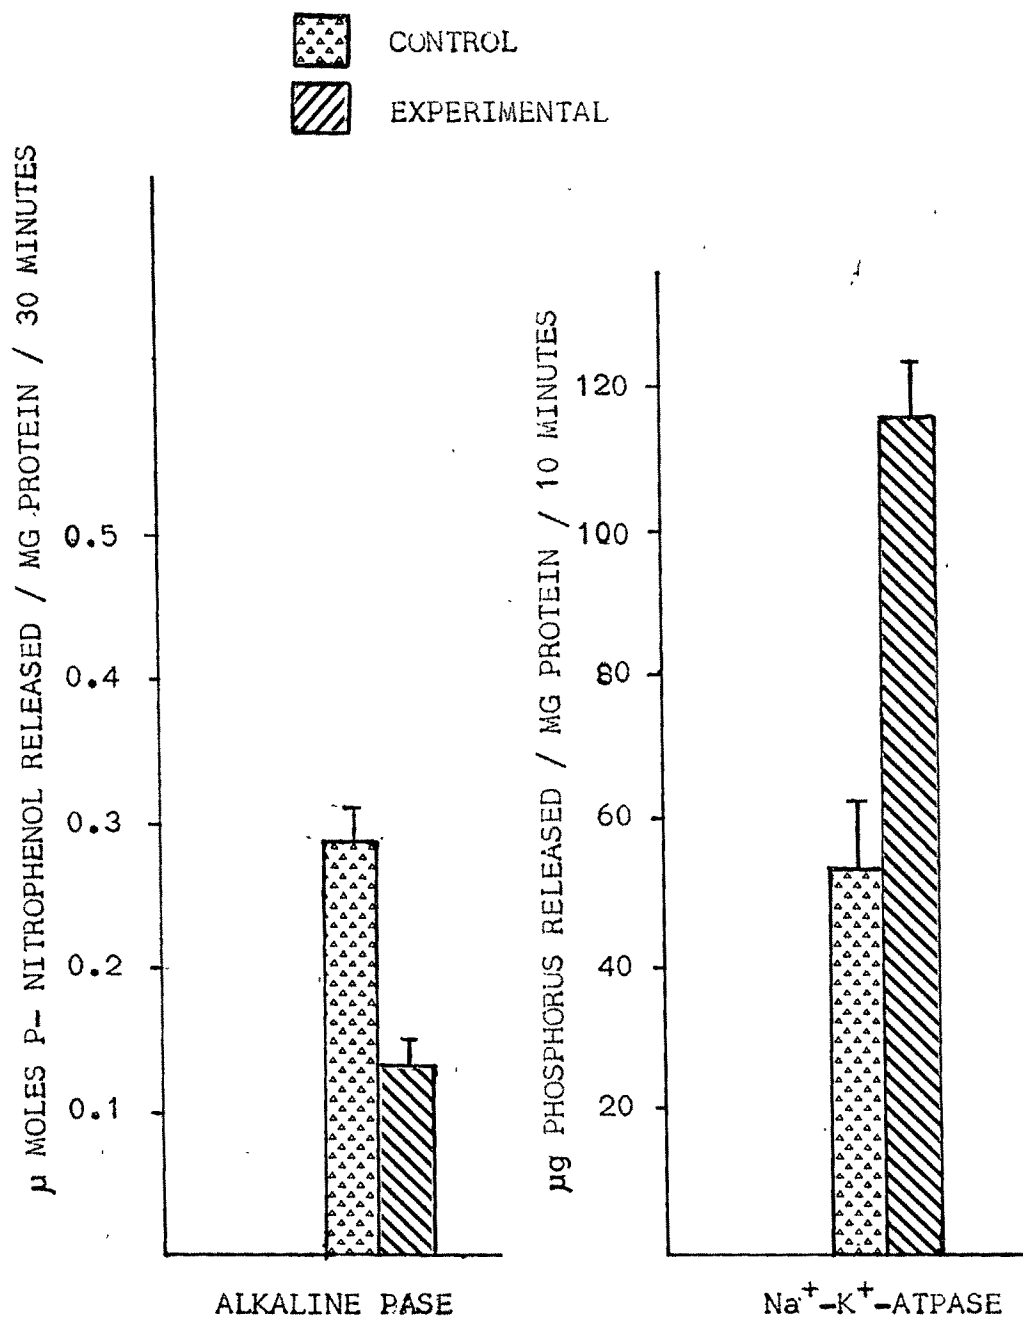 CONTROL
EXPERIMENTAL
µ MOLES P- NITROPHENOL RELEASED / MG PROTEIN / 30 MINUTES
0.5
0.4
0.3
0.2
0.1
ALKALINE PASE
µg PHOSPHORUS RELEASED / MG PROTEIN / 10 MINUTES
120
100
80
60
40
20
Na⁺-K⁺-ATPASE